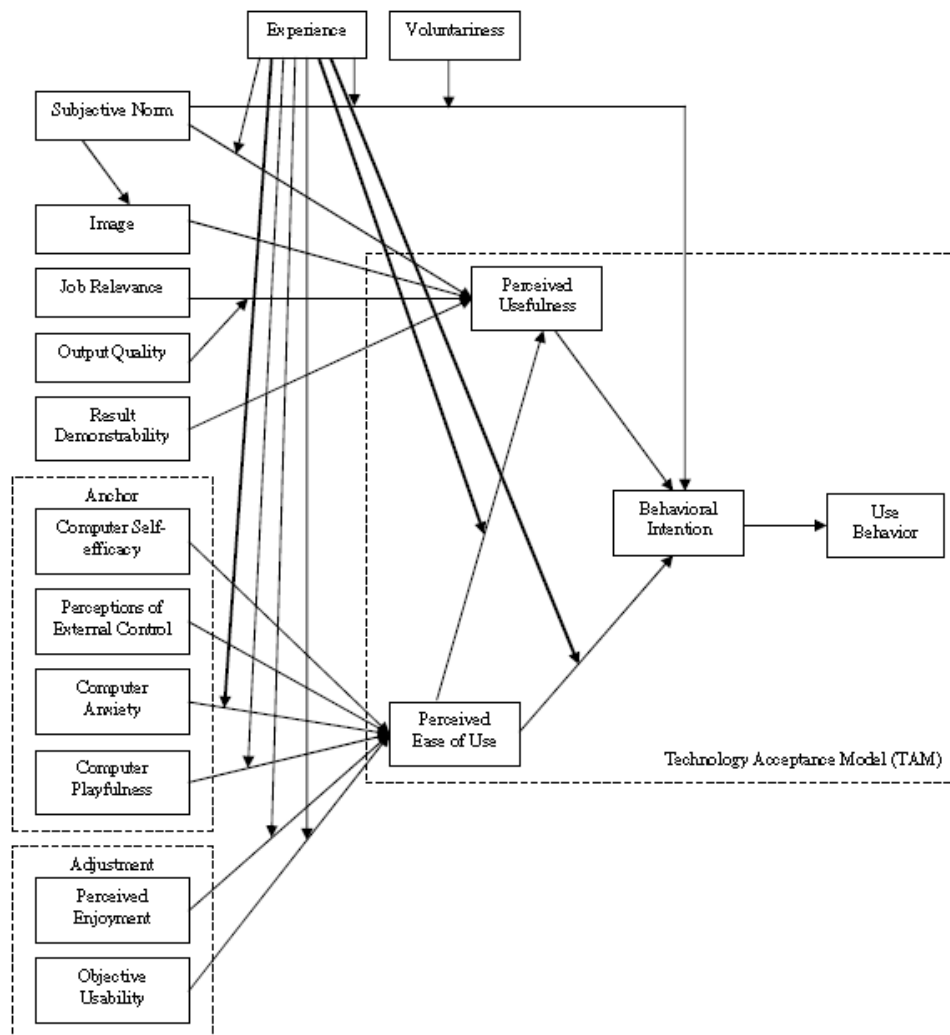 Experience
Voluntariness
Subjective Norm
Image
Job Relevance
Output Quality
Result
Demonstrability
Perceived
Usefulness
Anchor
Computer Self-
efficacy
Perceptions of
External Control
Computer
Anxiety
Computer
Playfulness
Behavioral
Intention
Use
Behavior
Perceived
Ease of Use
Technology Acceptance Model (TAM)
Adjustment
Perceived
Enjoyment
Objective
Usability